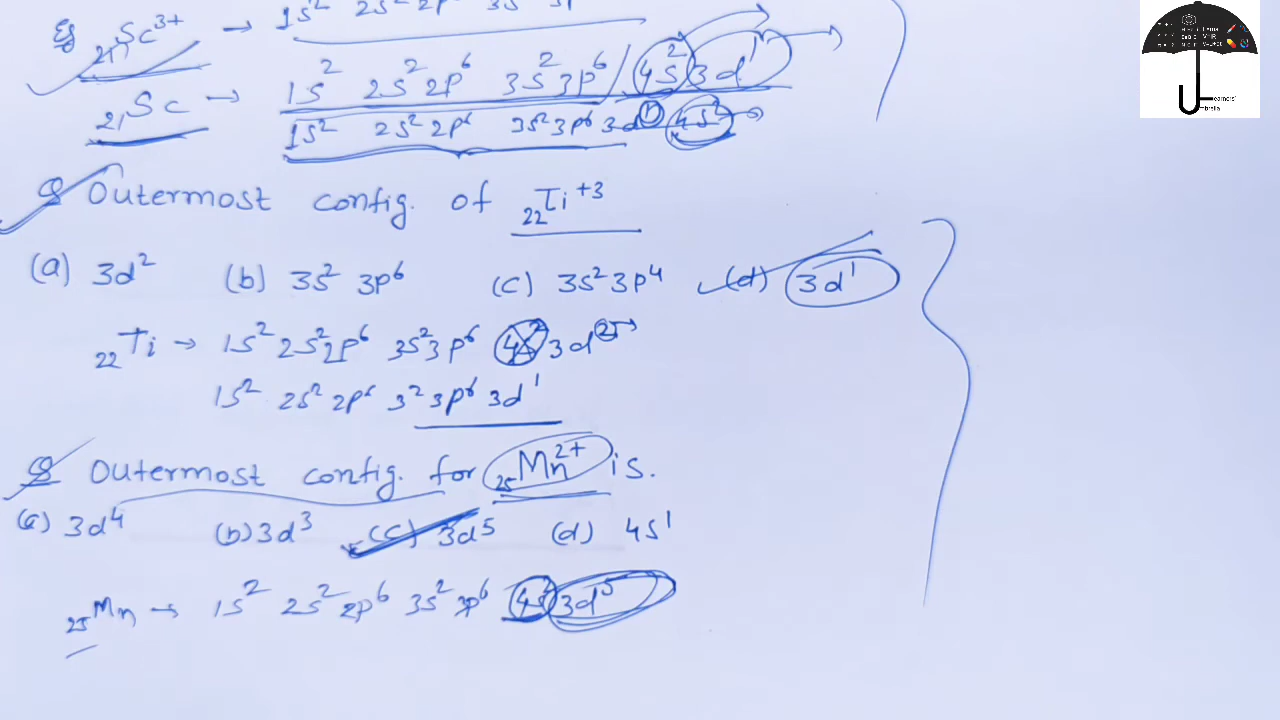 Eg 21Sc³⁺ → 1s² 2s² 2p⁶ 3s² 3p⁶
1s² 2s² 2p⁶ 3s² 3p⁶ / 4s² 3d¹
21Sc → 1s² 2s² 2p⁶ 3s² 3p⁶ 3d¹ 4s²
Q Outermost config. of 22Ti⁺³
(a) 3d² (b) 3s² 3p⁶ (c) 3s² 3p⁴ (d) 3d¹
22Ti → 1s² 2s² 2p⁶ 3s² 3p⁶ 4s² 3d²
1s² 2s² 2p⁶ 3² 3p⁶ 3d¹
Q Outermost config. for 25Mn²⁺ is.
(a) 3d⁴ (b) 3d³ (c) 3d⁵ (d) 4s¹
25Mn → 1s² 2s² 2p⁶ 3s² 3p⁶ 4s² 3d⁵